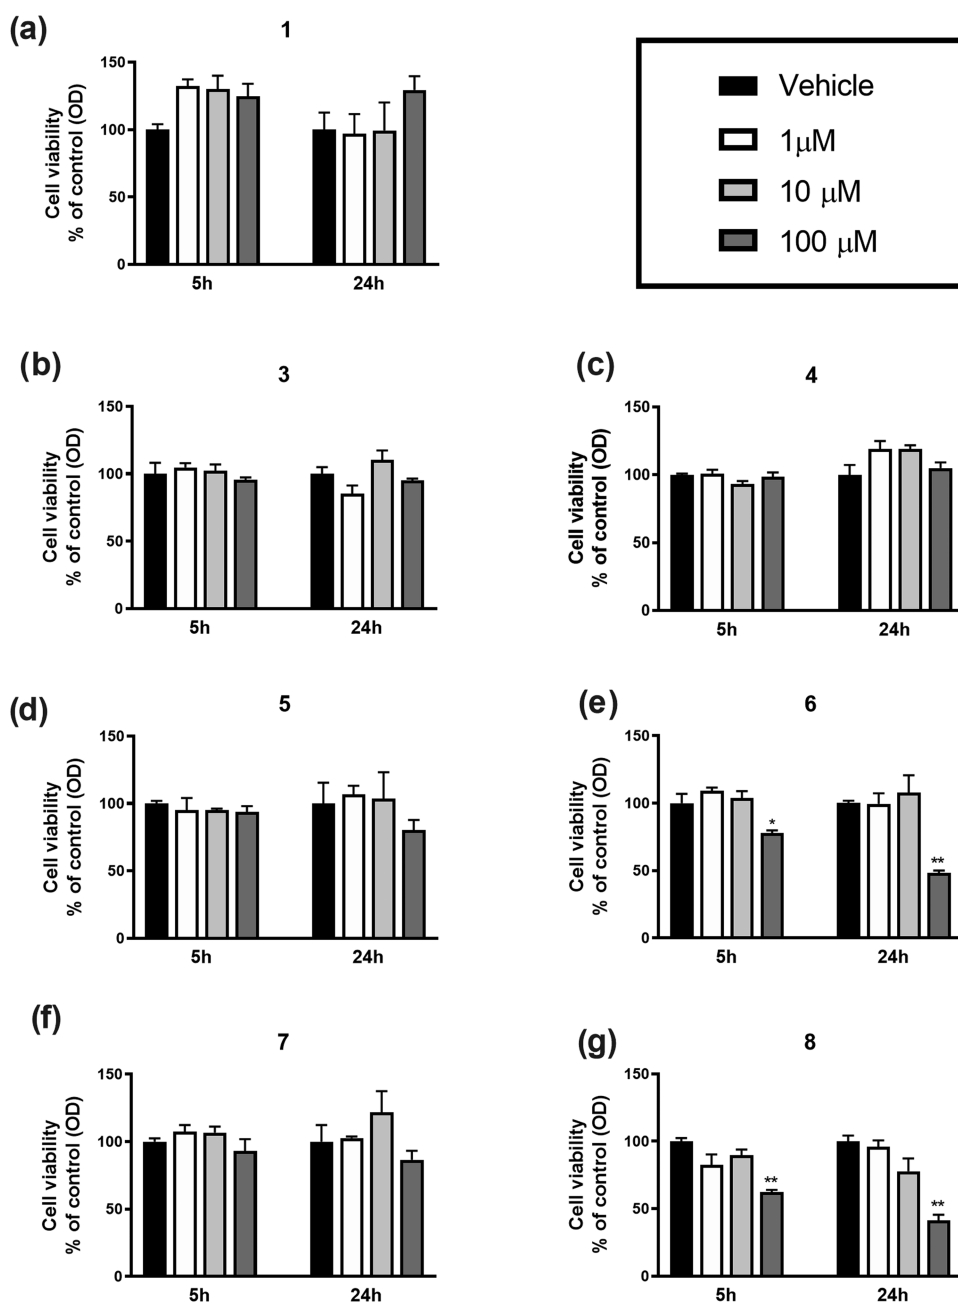 (a)
1
Cell viability
% of control (OD)
150
100
50
0
5h
24h
Vehicle
1μM
10 μM
100 μM
(b)
3
Cell viability
% of control (OD)
150
100
50
0
5h
24h
(c)
4
Cell viability
% of control (OD)
150
100
50
0
5h
24h
(d)
5
Cell viability
% of control (OD)
150
100
50
0
5h
24h
(e)
6
Cell viability
% of control (OD)
150
100
50
0
*
**
5h
24h
(f)
7
Cell viability
% of control (OD)
150
100
50
0
5h
24h
(g)
8
Cell viability
% of control (OD)
150
100
50
0
**
**
5h
24h